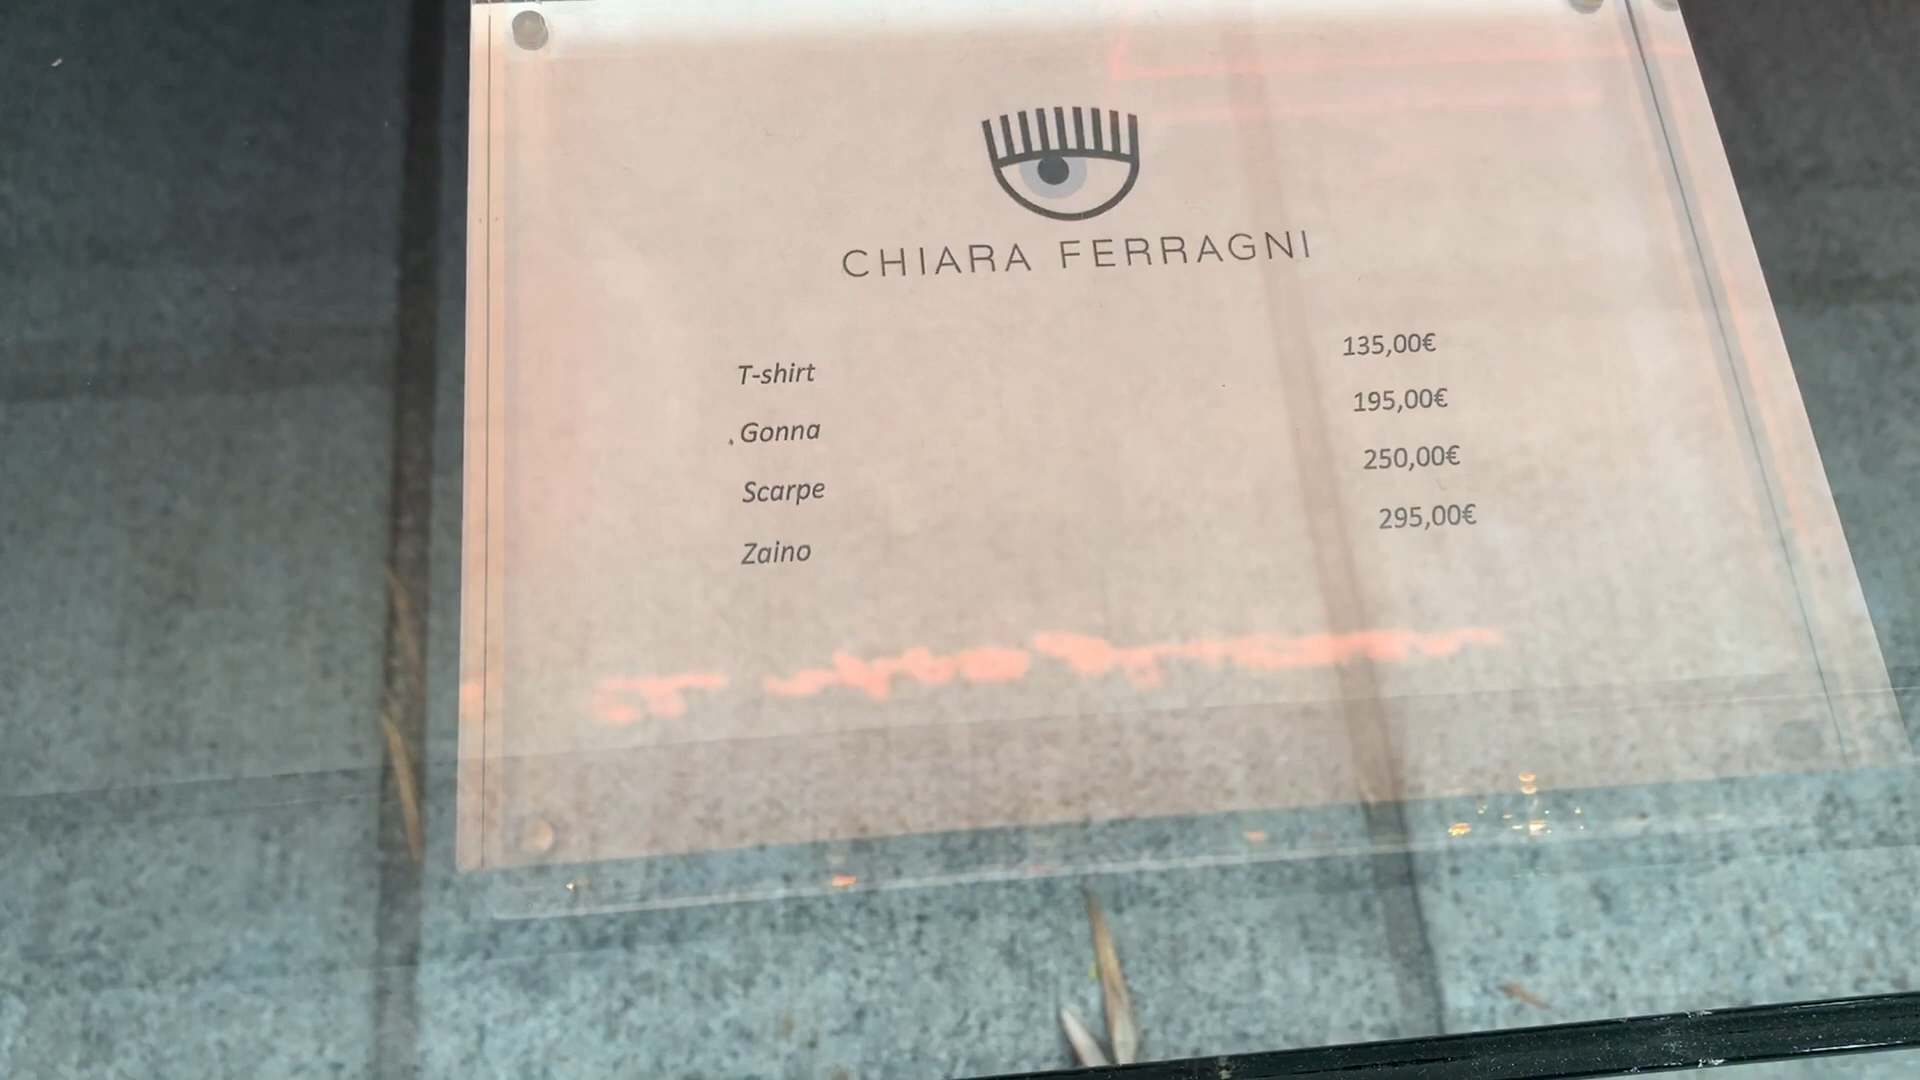 CHIARA FERRAGNI
T-shirt 135,00€
Gonna 195,00€
Scarpe 250,00€
Zaino 295,00€